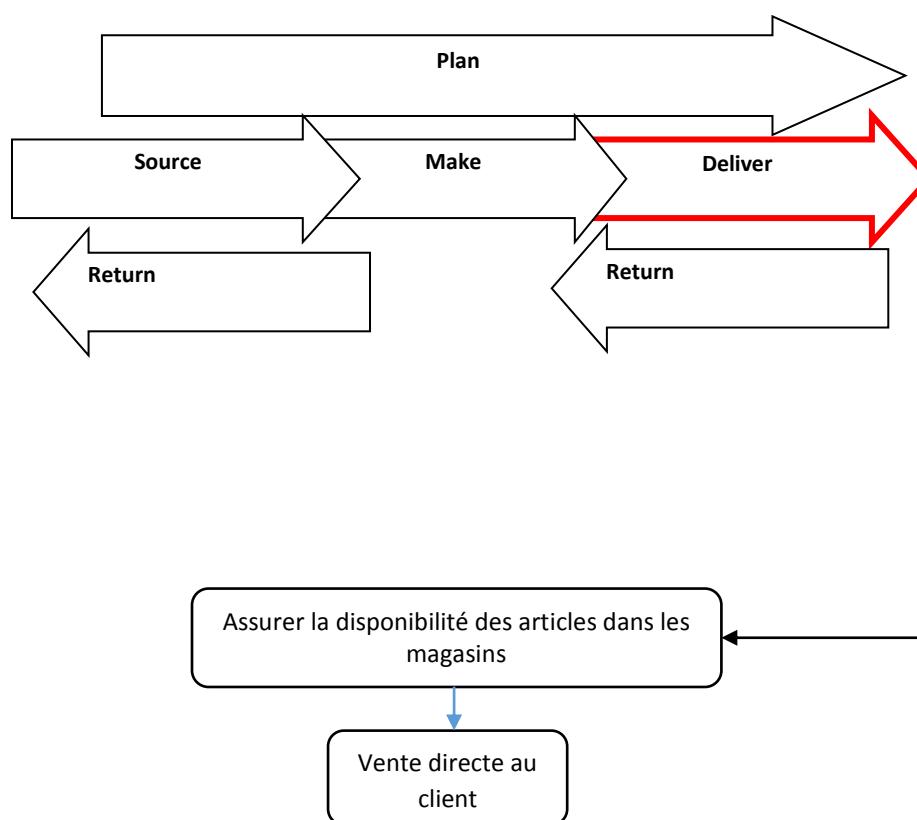 Plan
Source
Make
Deliver
Return
Return
Assurer la disponibilité des articles dans les
magasins
Vente directe au
client